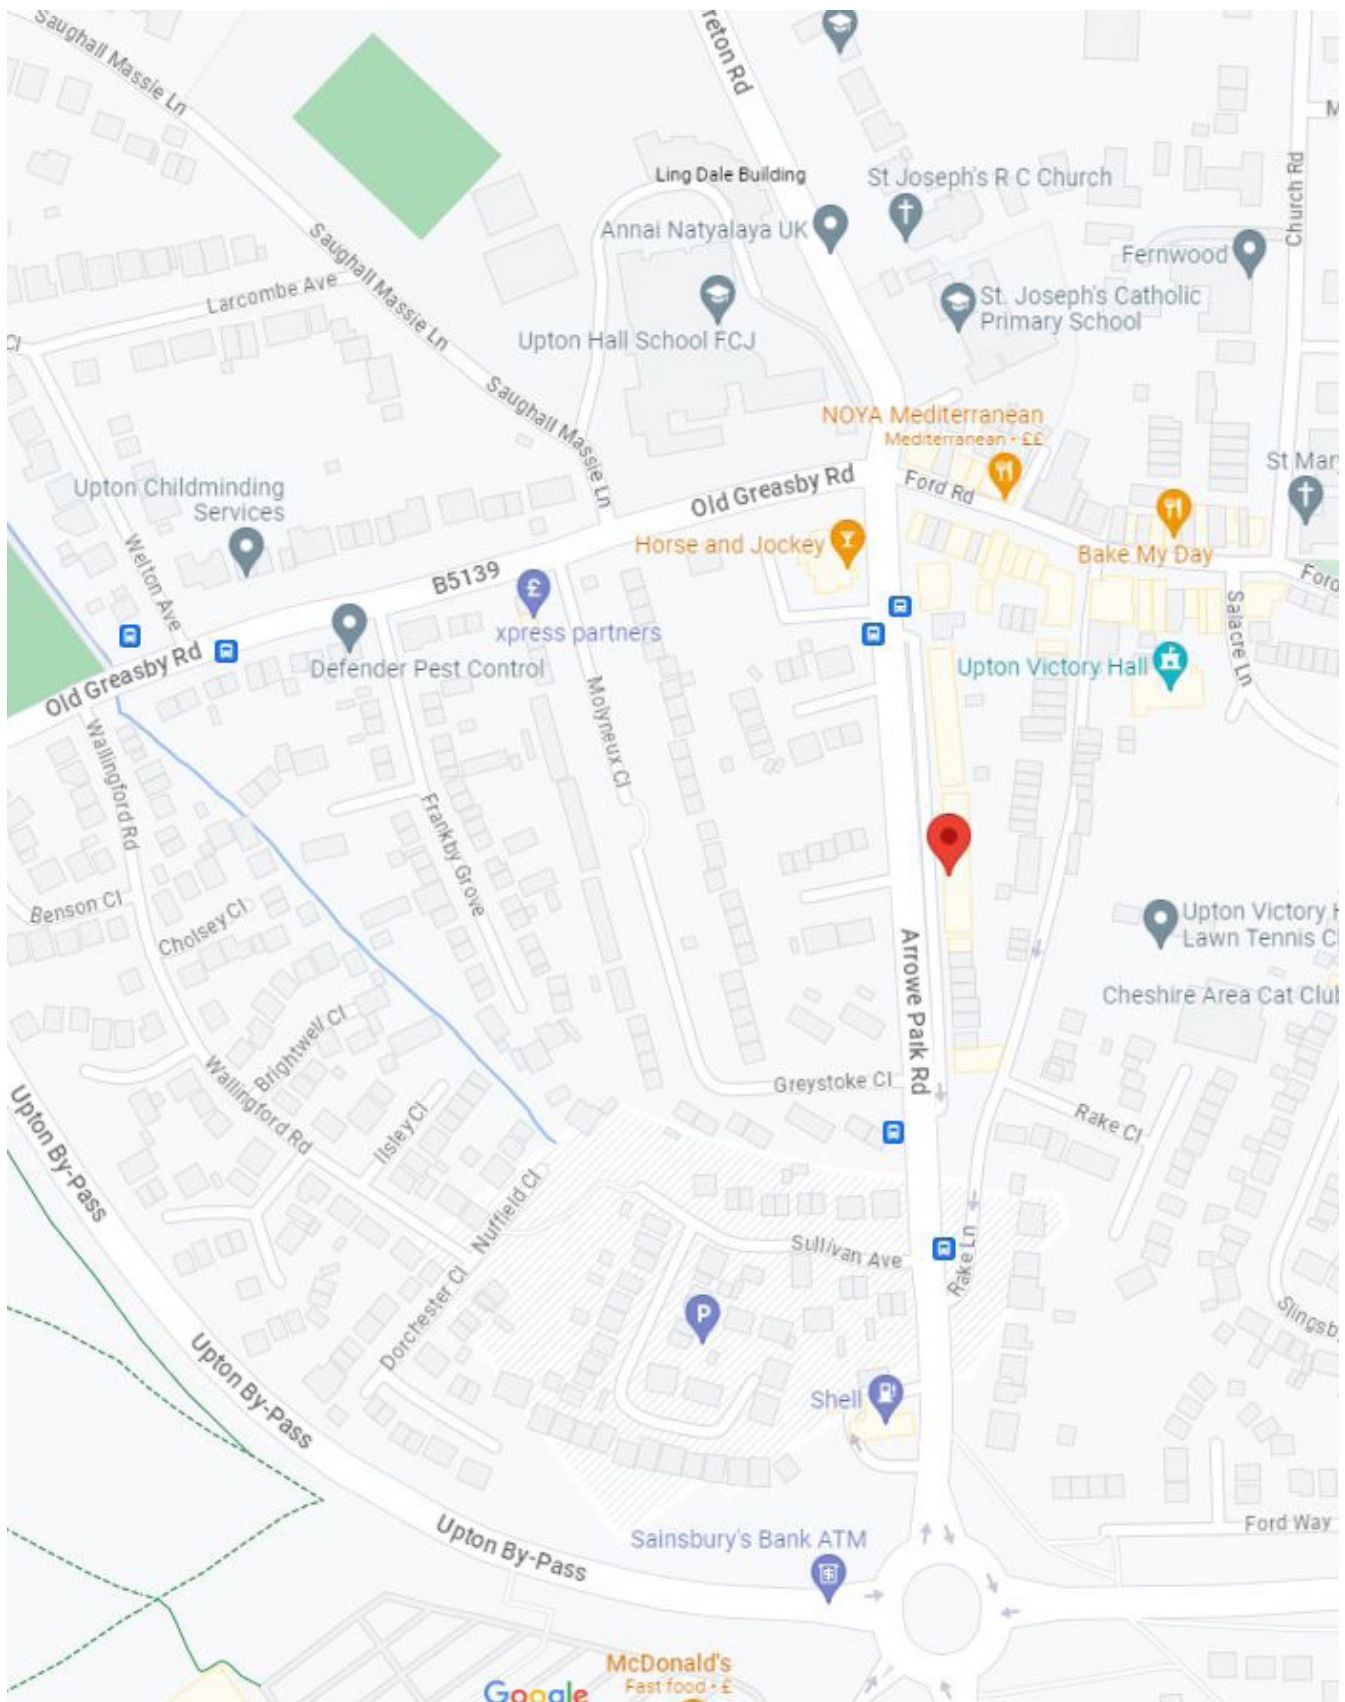 Saughall Massie Ln
reton Rd
Ling Dale Building
St Joseph's R C Church
Church Rd
Annai Natyalaya UK
Fernwood
Saughall Massie Ln
Larcombe Ave
St. Joseph's Catholic
Primary School
Upton Hall School FCJ
Cl
Saughall Massie Ln
NOYA Mediterranean
Mediterranean · ££
St Mar
Old Greasby Rd
Ford Rd
Upton Childminding
Services
Horse and Jockey
Bake My Day
Welton Ave
B5139
£
Ford
Salacre Ln
xpress partners
Defender Pest Control
Upton Victory Hall
Old Greasby Rd
Molyneux Cl
Wallingford Rd
Frankby Grove
Benson Cl
Cholsey Cl
Upton Victory H
Lawn Tennis Cl
Arrowe Park Rd
Cheshire Area Cat Club
Brightwell Cl
Greystoke Cl
Wallingford Rd
Rake Cl
Ilsley Cl
Upton By-Pass
Nuffield Cl
Sullivan Ave
Rake Ln
P
Dorchester Cl
Slingsb
Upton By-Pass
Shell
Upton By-Pass
Sainsbury's Bank ATM
Ford Way
McDonald's
Fast food · £
Google